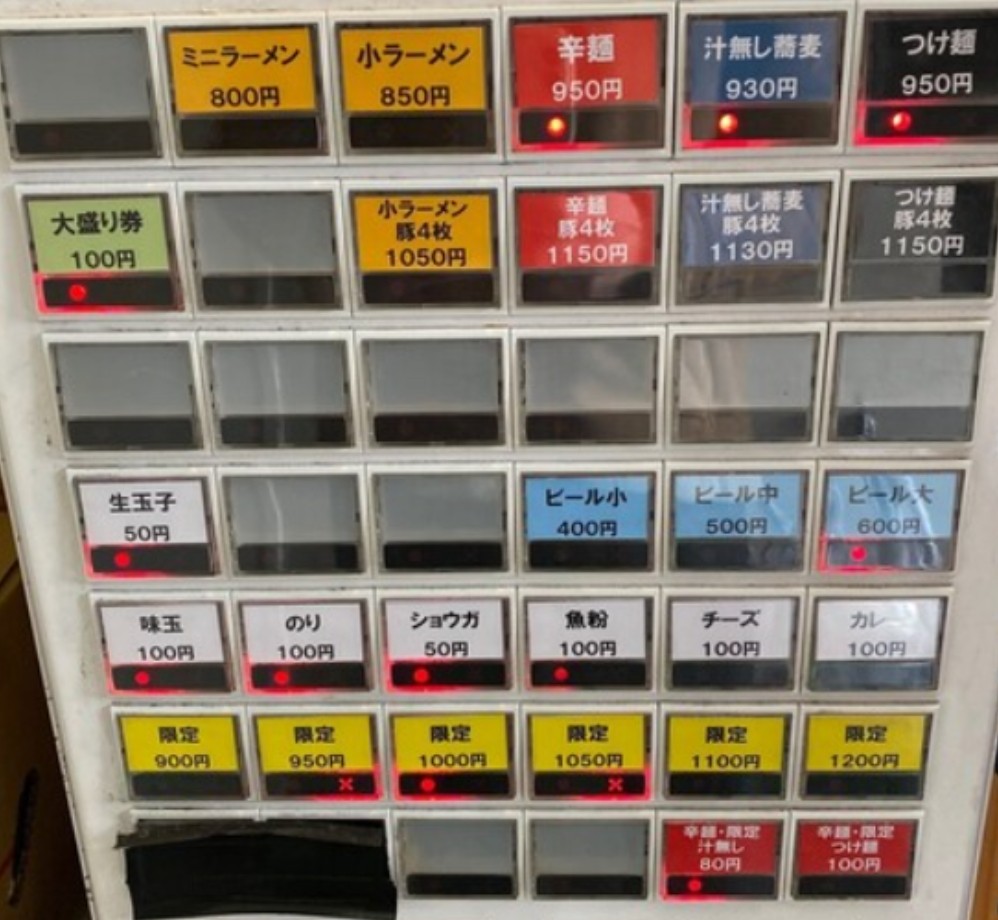 ミニラーメン
800円
小ラーメン
850円
辛麺
950円
汁無し蕎麦
930円
つけ麺
950円
大盛り券
100円
小ラーメン
豚4枚
1050円
辛麺
豚4枚
1150円
汁無し蕎麦
豚4枚
1130円
つけ麺
豚4枚
1150円
生玉子
50円
ビール小
400円
ビール中
500円
ビール大
600円
味玉
100円
のり
100円
ショウガ
50円
魚粉
100円
チーズ
100円
カレー
100円
限定
900円
限定
950円
限定
1000円
限定
1050円
限定
1100円
限定
1200円
辛麺・限定
汁無し
80円
辛麺・限定
つけ麺
100円